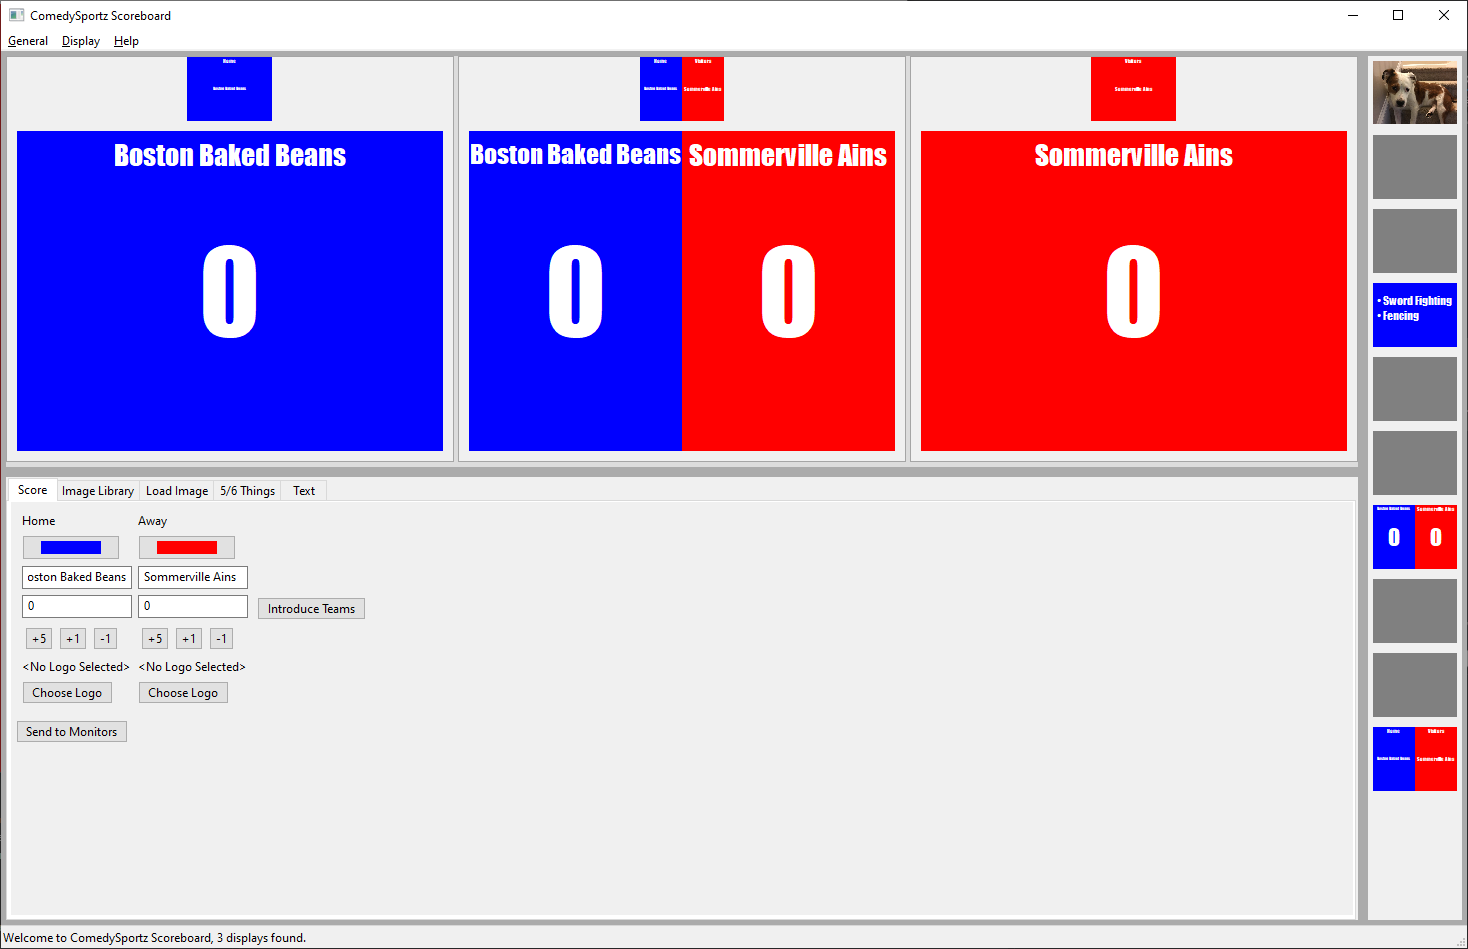 ComedySportz Scoreboard
General Display Help
Home
Boston Baked Beans
Home Visitors
Boston Baked Beans Sommerville Ains
Visitors
Sommerville Ains
Boston Baked Beans
0
Boston Baked Beans Sommerville Ains
0 0
Sommerville Ains
0
Score Image Library Load Image 5/6 Things Text
Home Away
oston Baked Beans Sommerville Ains
0 0
Introduce Teams
+5 +1 -1 +5 +1 -1
<No Logo Selected> <No Logo Selected>
Choose Logo Choose Logo
Send to Monitors
• Sword Fighting
• Fencing
Boston Baked Beans Sommerville Ains
0 0
Home Visitors
Boston Baked Beans Sommerville Ains
Welcome to ComedySportz Scoreboard, 3 displays found.